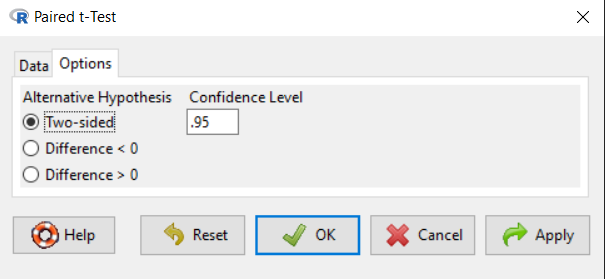 Paired t-Test
Data Options
Alternative Hypothesis Confidence Level
Two-sided .95
Difference < 0
Difference > 0
Help Reset OK Cancel Apply